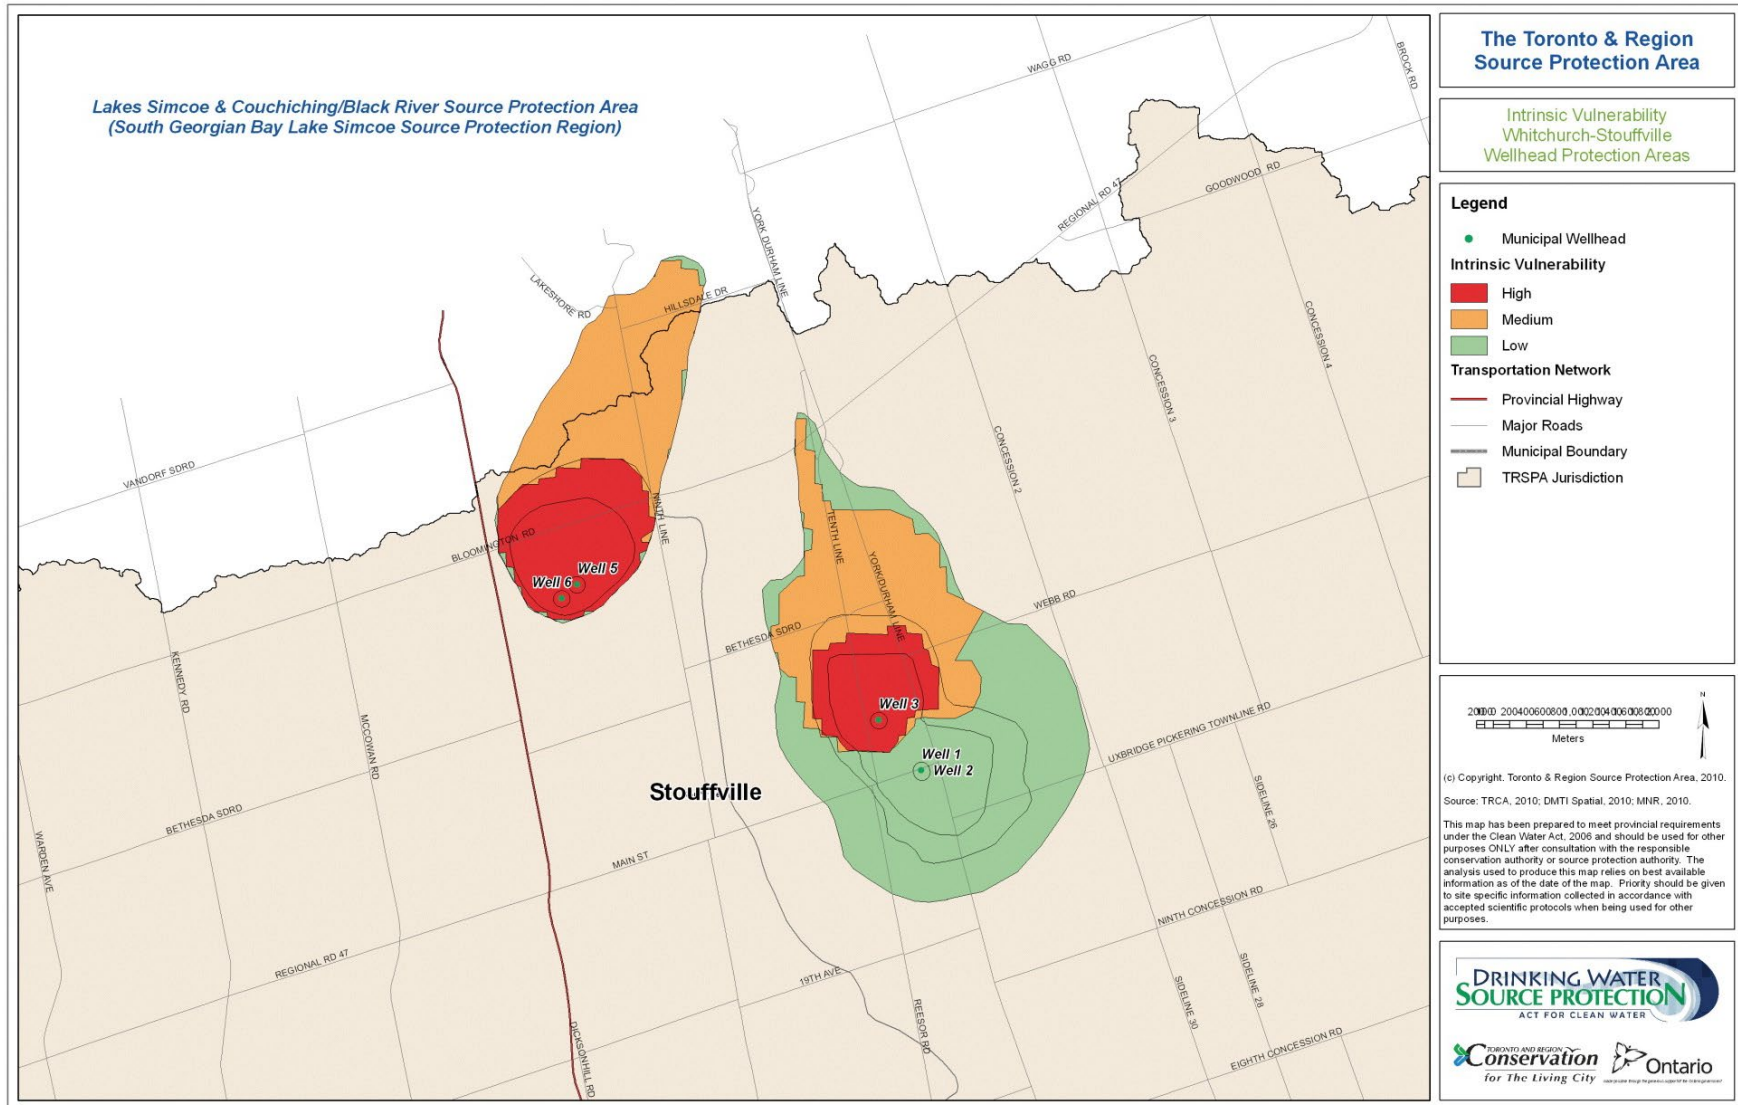 Lakes Simcoe & Couchiching/Black River Source Protection Area
(South Georgian Bay Lake Simcoe Source Protection Region)
WAGG RD
BROCK RD
GOODWOOD RD
REGIONAL RD 47
YORK DURHAM LINE
LAKESHORE RD
HILLSDALE DR
CONCESSION 4
CONCESSION 3
CONCESSION 2
VANDORF SDRD
NINTH LINE
BLOOMINGTON RD
Well 5
Well 6
TENTH LINE
YORK/DURHAM LINE
WEBB RD
BETHESDA SDRD
KENNEDY RD
MCCOWAN RD
Well 3
Well 1
Well 2
UXBRIDGE PICKERING TOWNLINE RD
Stouffville
SIDELINE 26
BETHESDA SDRD
WARDEN AVE
MAIN ST
NINTH CONCESSION RD
REGIONAL RD 47
19TH AVE
SIDELINE 28
SIDELINE 30
REESOR RD
DICKSONHILL RD
EIGHTH CONCESSION RD
The Toronto & Region
Source Protection Area
Intrinsic Vulnerability
Whitchurch-Stouffville
Wellhead Protection Areas
Legend
Municipal Wellhead
Intrinsic Vulnerability
High
Medium
Low
Transportation Network
Provincial Highway
Major Roads
Municipal Boundary
TRSPA Jurisdiction
N
Meters
(c) Copyright. Toronto & Region Source Protection Area, 2010.
Source: TRCA, 2010; DMTI Spatial, 2010; MNR, 2010.
This map has been prepared to meet provincial requirements
under the Clean Water Act, 2006 and should be used for other
purposes ONLY after consultation with the responsible
conservation authority or source protection authority. The
analysis used to produce this map relies on best available
information as of the date of the map. Priority should be given
to site specific information collected in accordance with
accepted scientific protocols when being used for other
purposes.
DRINKING WATER
SOURCE PROTECTION
ACT FOR CLEAN WATER
TORONTO AND REGION
Conservation
for The Living City
Ontario